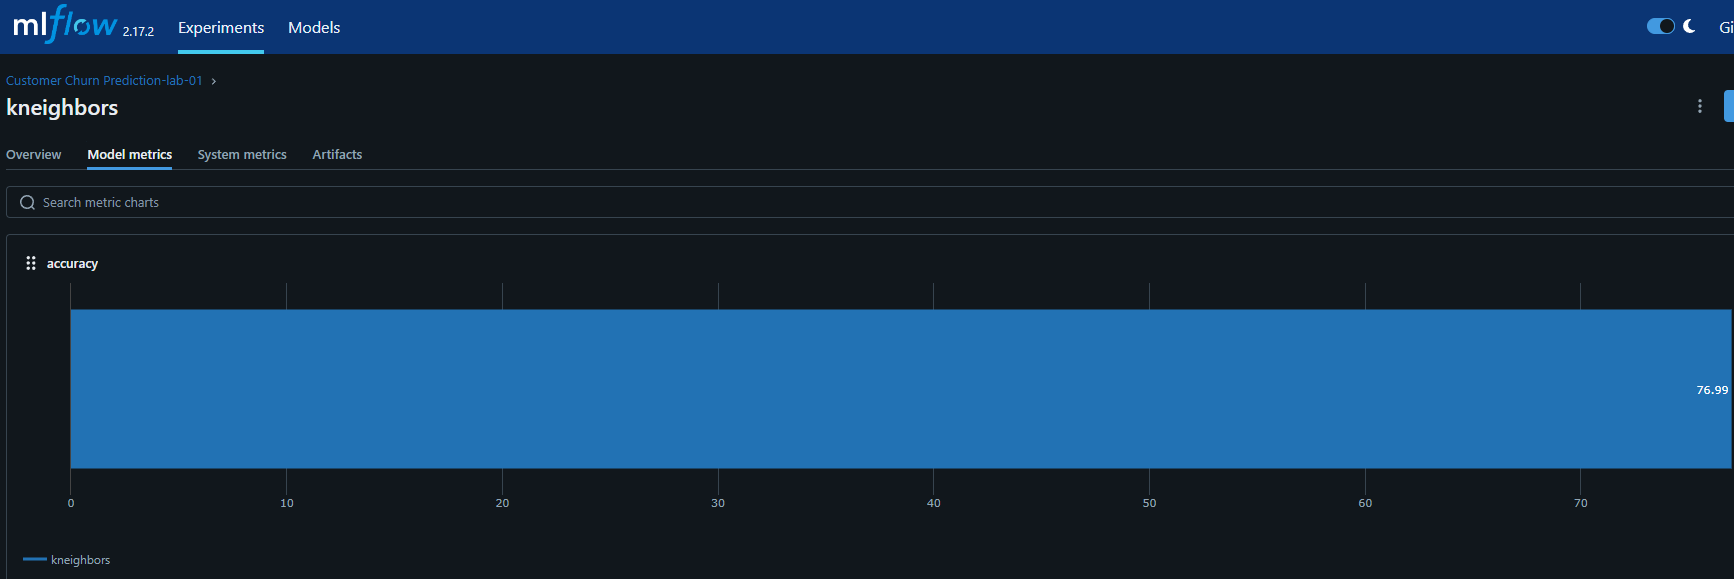 mlflow 2.17.2 Experiments Models Gi
Customer Churn Prediction-lab-01 ›
kneighbors
Overview Model metrics System metrics Artifacts
Search metric charts
accuracy
76.99
0 10 20 30 40 50 60 70
kneighbors